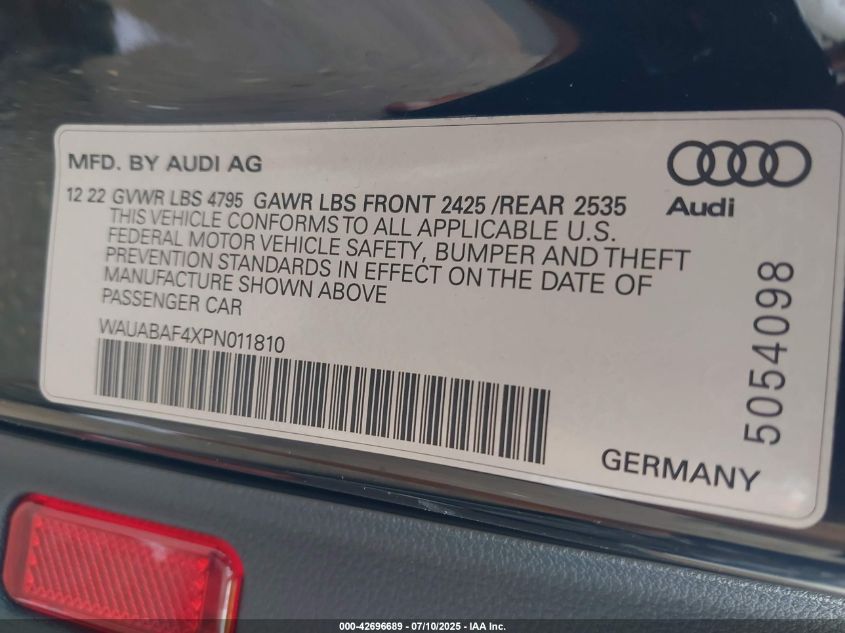 MFD. BY AUDI AG
Audi
12 22 GVWR LBS 4795 GAWR LBS FRONT 2425 /REAR 2535
THIS VEHICLE CONFORMS TO ALL APPLICABLE U.S.
FEDERAL MOTOR VEHICLE SAFETY, BUMPER AND THEFT
PREVENTION STANDARDS IN EFFECT ON THE DATE OF
MANUFACTURE SHOWN ABOVE
PASSENGER CAR
WAUABAF4XPN011810
5054098
GERMANY
000-42696689 - 07/10/2025 - IAA Inc.